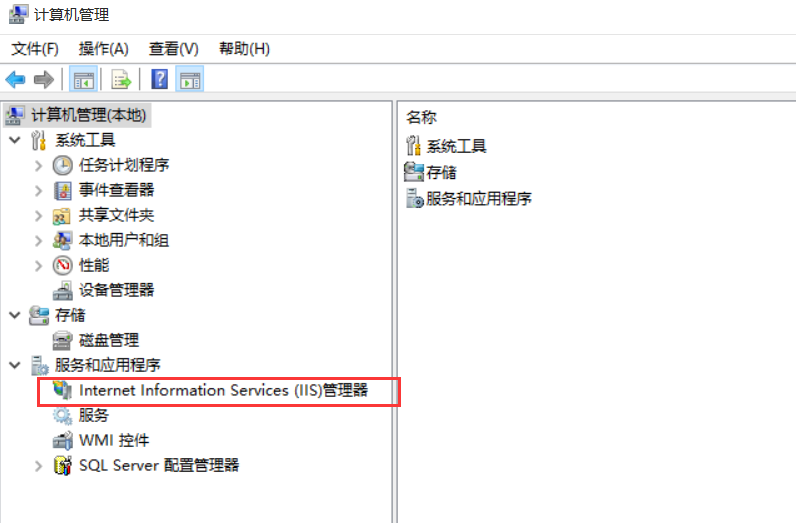 计算机管理
文件(F) 操作(A) 查看(V) 帮助(H)
计算机管理(本地)
系统工具
任务计划程序
事件查看器
共享文件夹
本地用户和组
性能
设备管理器
存储
磁盘管理
服务和应用程序
Internet Information Services (IIS)管理器
服务
WMI 控件
SQL Server 配置管理器
名称
系统工具
存储
服务和应用程序